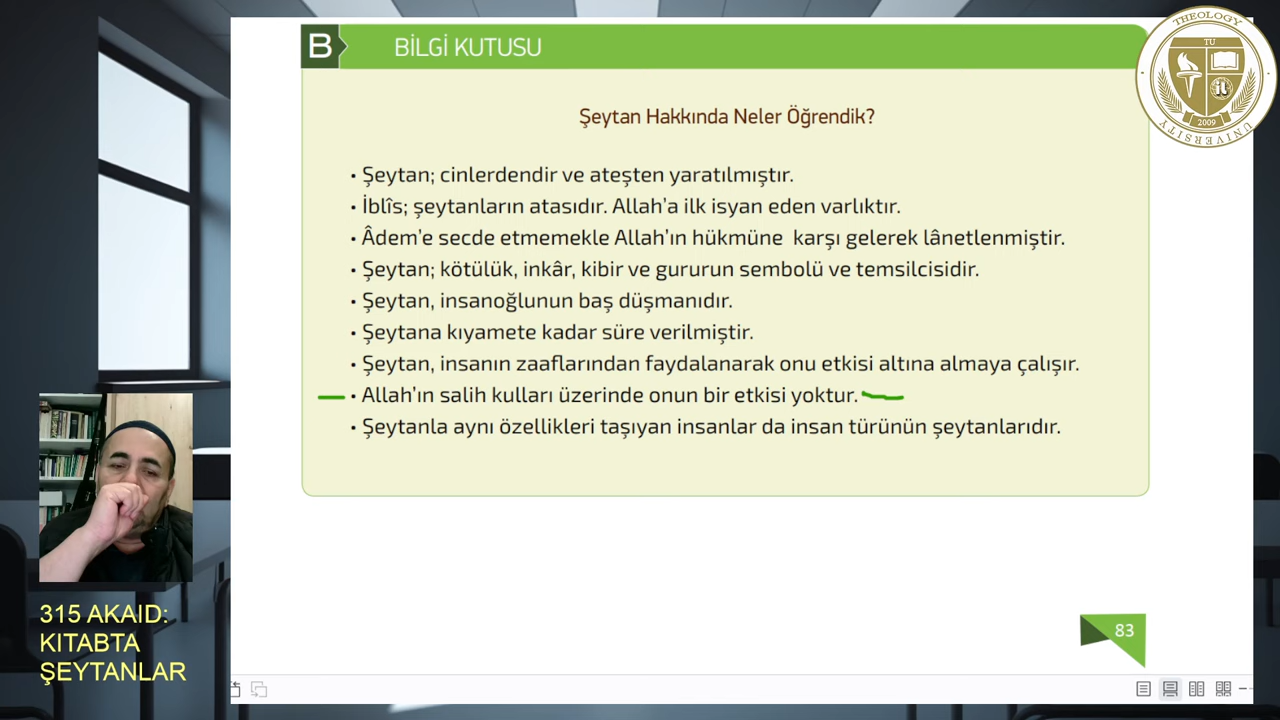 B
BİLGİ KUTUSU
THEOLOGY
TU
2009
UNIVERSITY
Şeytan Hakkında Neler Öğrendik?
• Şeytan; cinlerdendir ve ateşten yaratılmıştır.
• İblîs; şeytanların atasıdır. Allah'a ilk isyan eden varlıktır.
• Âdem'e secde etmemekle Allah'ın hükmüne karşı gelerek lânetlenmiştir.
• Şeytan; kötülük, inkâr, kibir ve gururun sembolü ve temsilcisidir.
• Şeytan, insanoğlunun baş düşmanıdır.
• Şeytana kıyamete kadar süre verilmiştir.
• Şeytan, insanın zaaflarından faydalanarak onu etkisi altına almaya çalışır.
• Allah'ın salih kulları üzerinde onun bir etkisi yoktur.
• Şeytanla aynı özellikleri taşıyan insanlar da insan türünün şeytanlarıdır.
315 AKAID:
KITABTA
ŞEYTANLAR
83